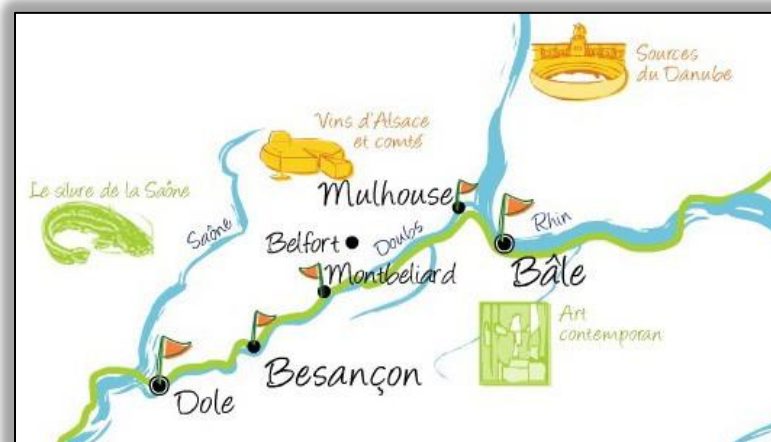 Sources
du Danube
Vins d'Alsace
et comté
Le silure de la Saône
Mulhouse
Saône
Rhin
Doubs
Belfort
Montbeliard
Bâle
Art
contemporan
Besançon
Dole